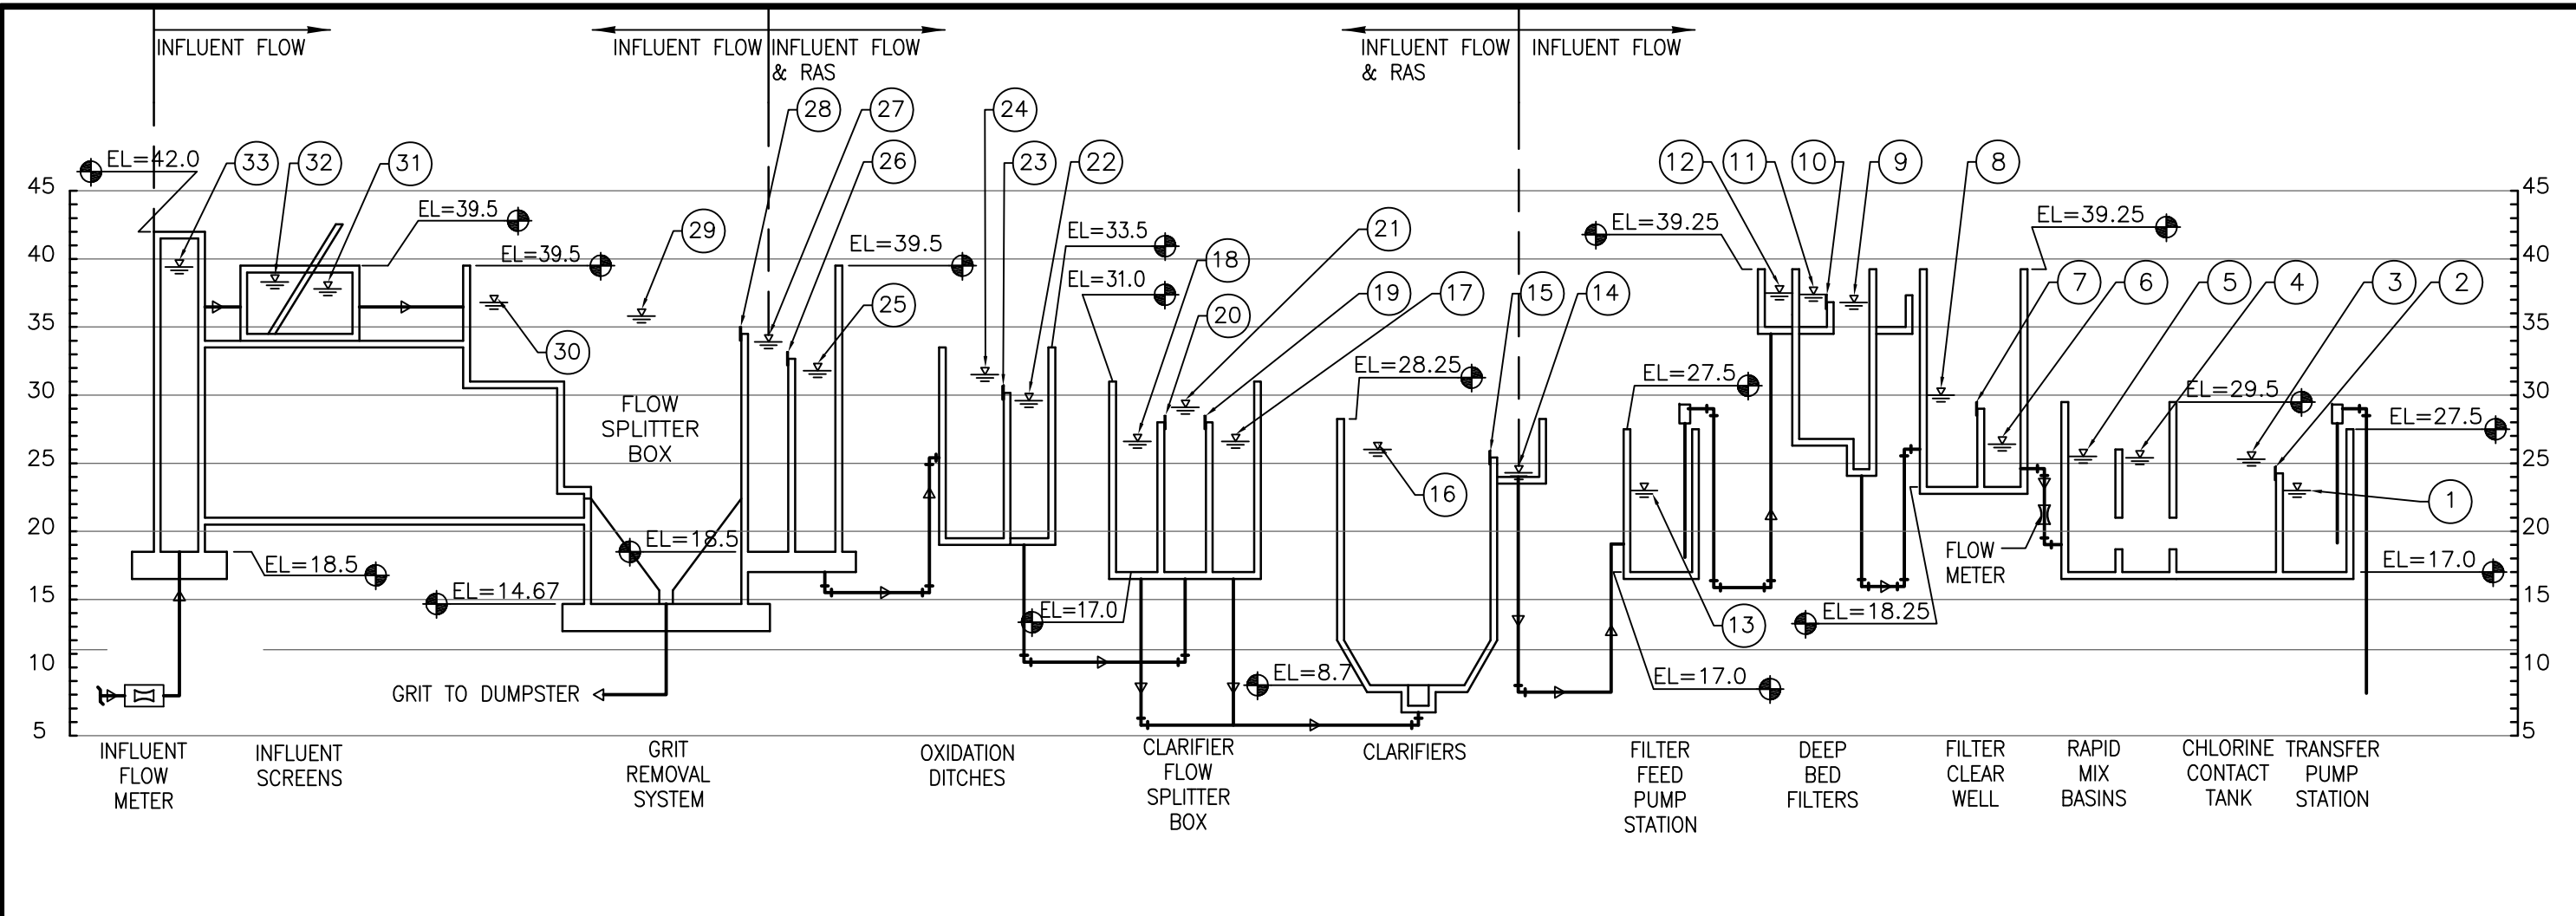 INFLUENT FLOW
INFLUENT FLOW
INFLUENT FLOW
& RAS
INFLUENT FLOW
& RAS
INFLUENT FLOW
28
27
24
EL=42.0
33
32
31
26
23
22
12
11
10
9
8
45
45
EL=39.5
29
EL=33.5
21
EL=39.25
EL=39.25
40
40
EL=39.5
EL=39.5
18
EL=31.0
19
17
15
14
7
6
5
4
3
2
25
20
35
35
30
16
EL=28.25
EL=27.5
EL=29.5
EL=27.5
30
30
FLOW
SPLITTER
BOX
25
25
1
20
20
EL=18.5
EL=18.5
FLOW
METER
EL=17.0
EL=14.67
EL=17.0
EL=18.25
13
15
15
10
10
EL=8.7
EL=17.0
GRIT TO DUMPSTER
5
5
INFLUENT
FLOW
METER
INFLUENT
SCREENS
GRIT
REMOVAL
SYSTEM
OXIDATION
DITCHES
CLARIFIER
FLOW
SPLITTER
BOX
CLARIFIERS
FILTER
FEED
PUMP
STATION
DEEP
BED
FILTERS
FILTER
CLEAR
WELL
RAPID
MIX
BASINS
CHLORINE
CONTACT
TANK
TRANSFER
PUMP
STATION